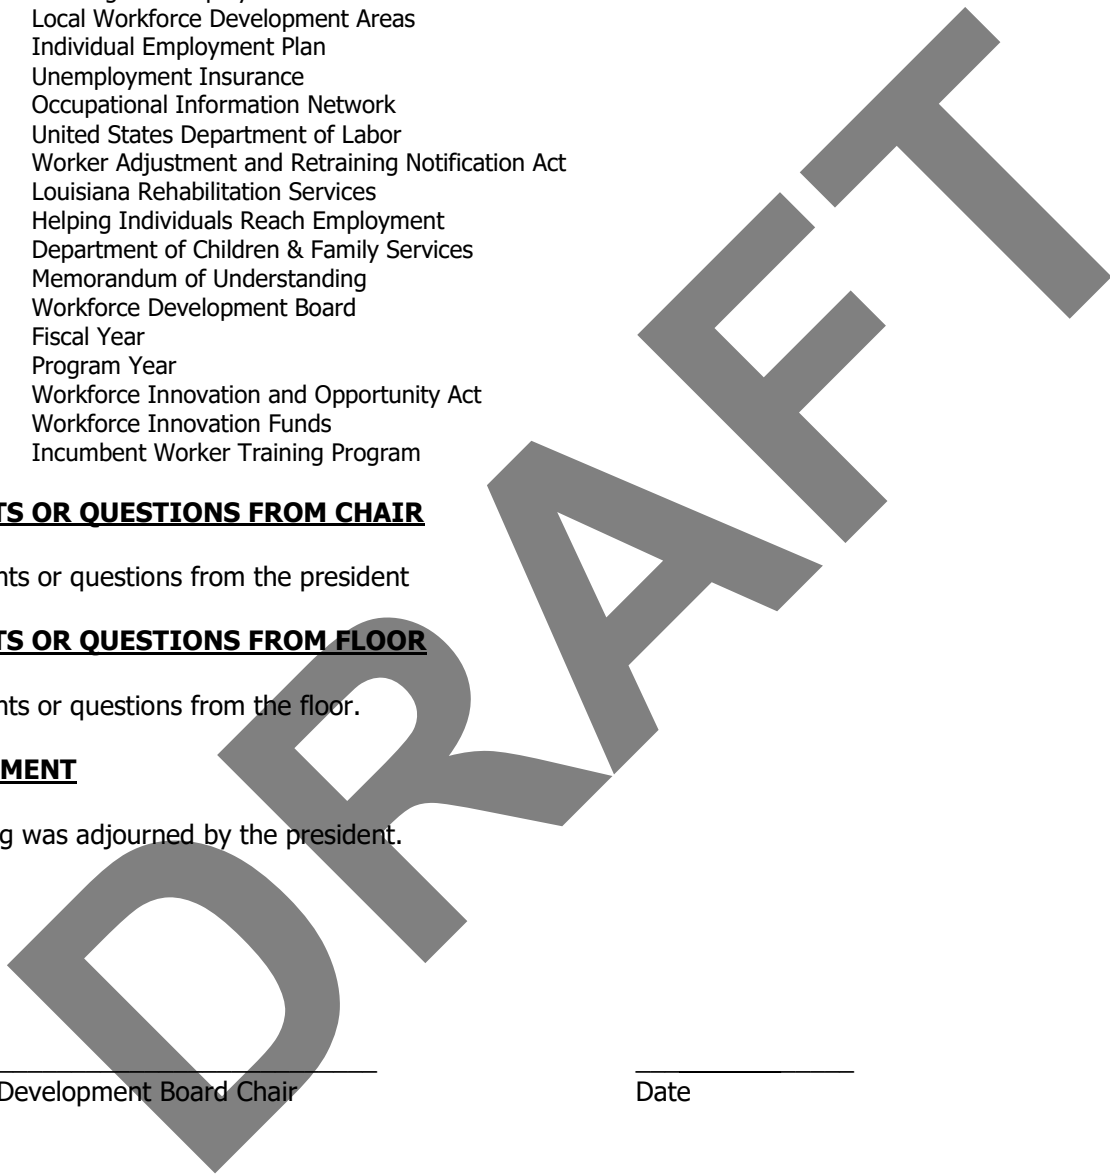 Local Workforce Development Areas
Individual Employment Plan
Unemployment Insurance
Occupational Information Network
United States Department of Labor
Worker Adjustment and Retraining Notification Act
Louisiana Rehabilitation Services
Helping Individuals Reach Employment
Department of Children & Family Services
Memorandum of Understanding
Workforce Development Board
Fiscal Year
Program Year
Workforce Innovation and Opportunity Act
Workforce Innovation Funds
Incumbent Worker Training Program
TS OR QUESTIONS FROM CHAIR
nts or questions from the president
TS OR QUESTIONS FROM FLOOR
nts or questions from the floor.
MENT
g was adjourned by the president.
Development Board Chair Date
DRAFT